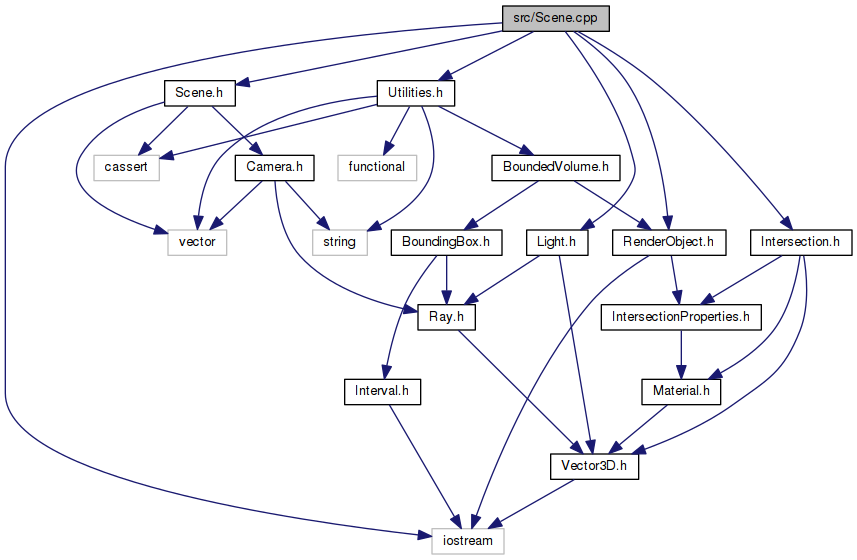 src/Scene.cpp
Scene.h
Utilities.h
cassert
Camera.h
functional
BoundedVolume.h
vector
string
BoundingBox.h
Light.h
RenderObject.h
Intersection.h
Ray.h
IntersectionProperties.h
Interval.h
Material.h
Vector3D.h
iostream